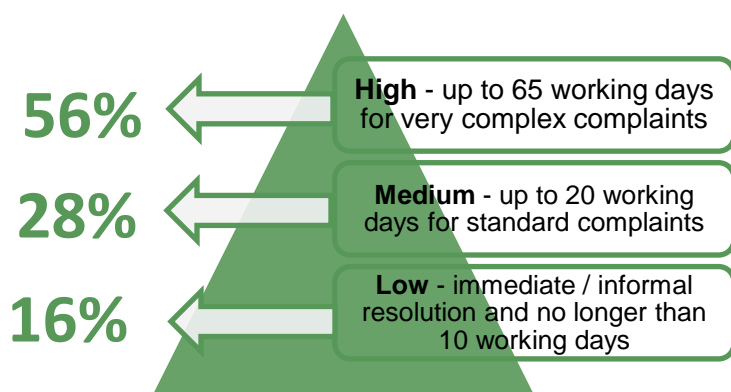 56%
High - up to 65 working days
for very complex complaints
28%
Medium - up to 20 working
days for standard complaints
16%
Low - immediate / informal
resolution and no longer than
10 working days